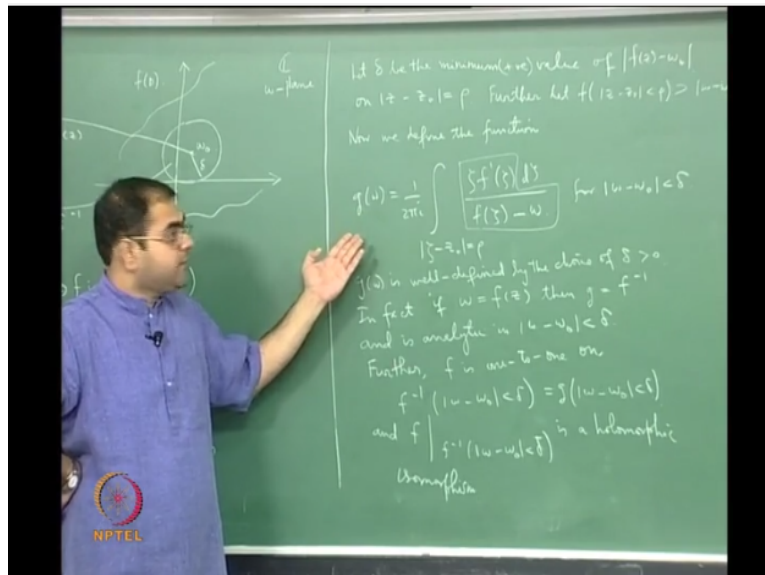 f(D)
ℂ
w-plane
z)
w₀
δ
-1
f is
Let δ be the minimum (+ve) value of |f(z)-w₀|
on |z - z₀| = ρ Further let f(|z-z₀|<ρ) ⊃ |w-w
Now we define the function
g(w) = 1/2πi ∫ ζf'(ζ)dζ / f(ζ) - w for |w-w₀|<δ
|ζ-z₀|=ρ
g(w) is well-defined by the choice of δ>0
In fact if w = f(z) then g = f⁻¹
and is analytic in |w-w₀|<δ.
Further, f is one-to-one on
f⁻¹(|w-w₀|<δ) = g(|w-w₀|<δ)
and f | f⁻¹(|w-w₀|<δ) is a holomorphic
isomorphism
NPTEL